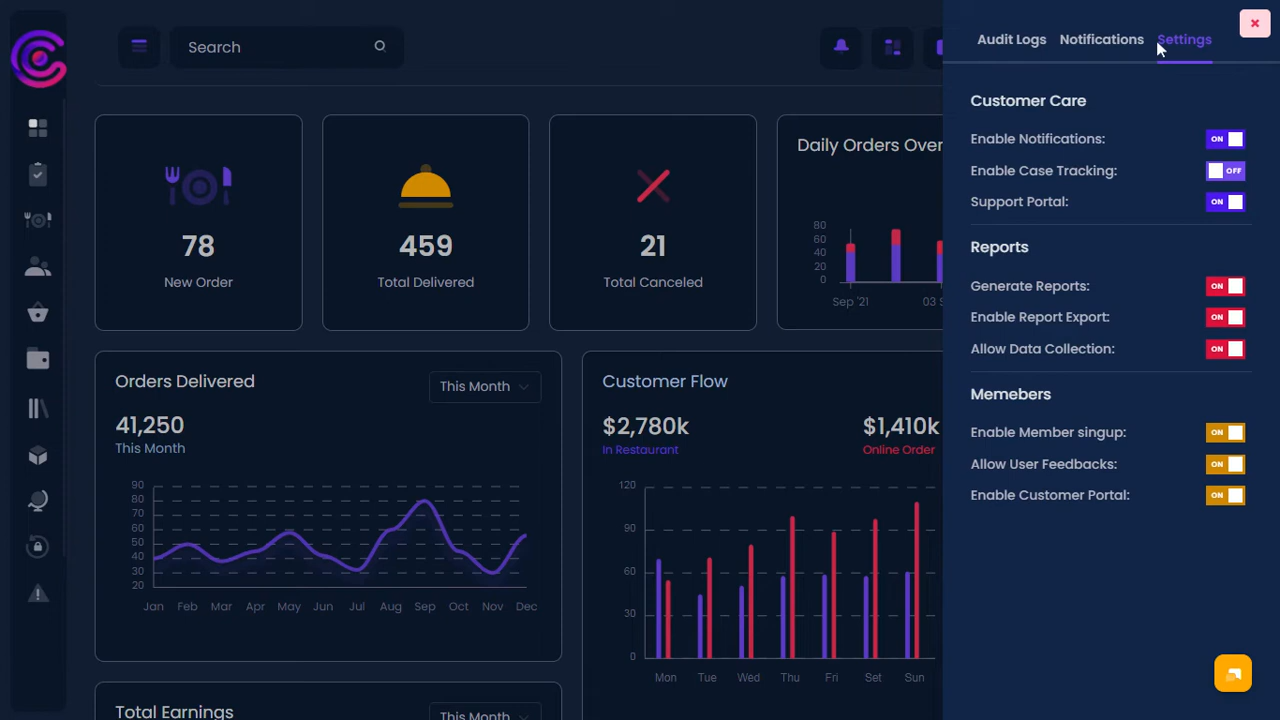 Search
Audit Logs
Notifications
Settings
78
New Order
459
Total Delivered
21
Total Canceled
Daily Orders Over
80
60
40
20
0
Sep '21
03 S
Orders Delivered
This Month
41,250
This Month
90
80
70
60
50
40
30
20
Jan Feb Mar Apr May Jun Jul Aug Sep Oct Nov Dec
Customer Flow
$2,780k
In Restaurant
$1,410k
Online Order
120
90
60
30
0
Mon Tue Wed Thu Fri Set Sun
Total Earnings
This Month
Customer Care
Enable Notifications: ON
Enable Case Tracking: OFF
Support Portal: ON
Reports
Generate Reports: ON
Enable Report Export: ON
Allow Data Collection: ON
Memebers
Enable Member singup: ON
Allow User Feedbacks: ON
Enable Customer Portal: ON